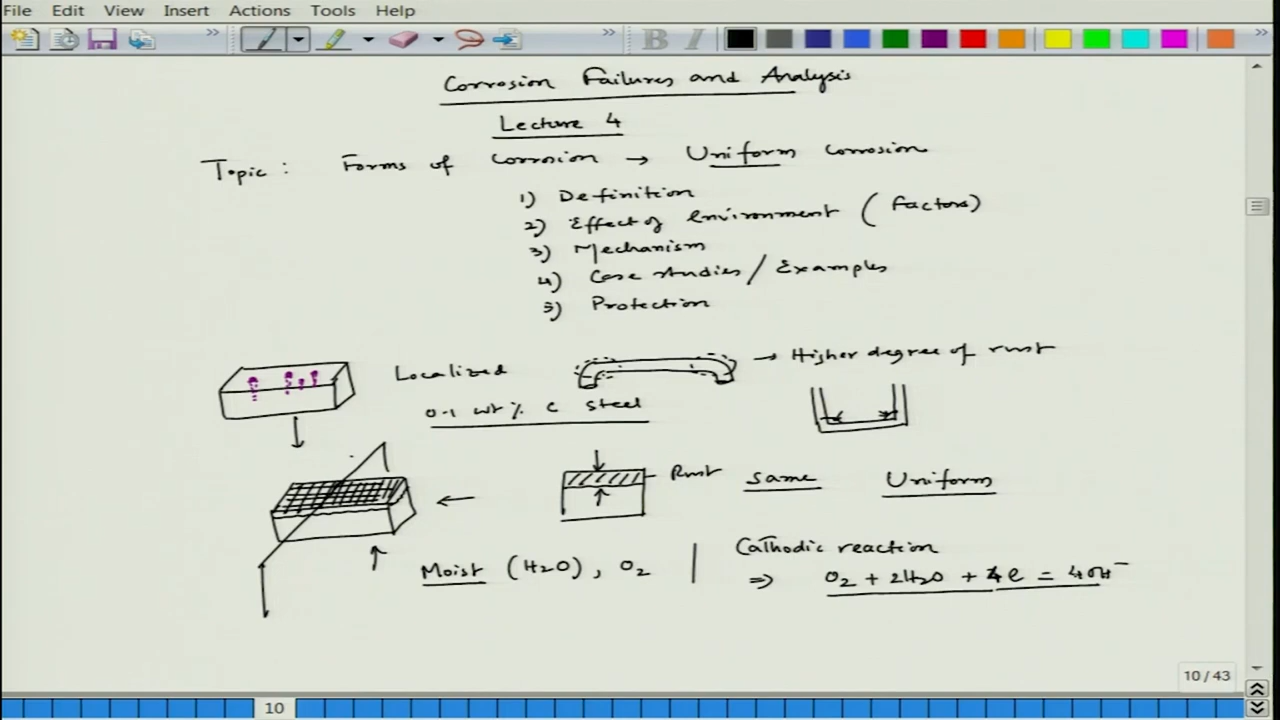 File Edit View Insert Actions Tools Help
Corrosion Failures and Analysis
Lecture 4
Topic : Forms of corrosion → Uniform corrosion
1) Definition
2) Effect of environment (factors)
3) Mechanism
4) Case studies / Examples
5) Protection
Localized → Higher degree of rust
0.1 wt % C steel
Rust same Uniform
Moist (H2O), O2 | Cathodic reaction
⇒ O2 + 2H2O + 4e = 4OH⁻
10 / 43
10